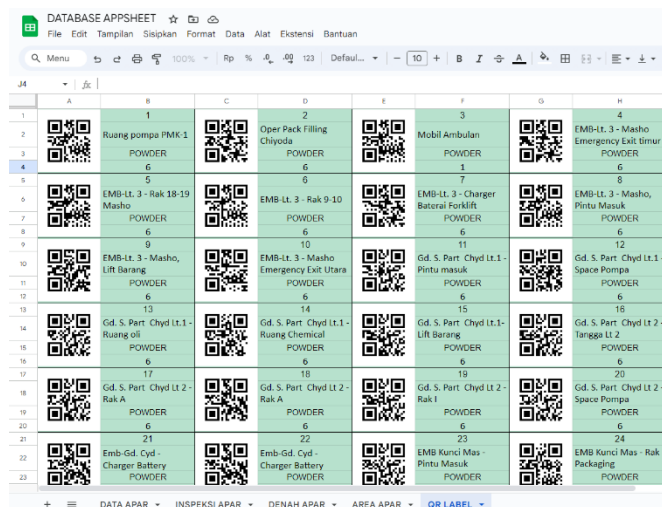 DATABASE APPSHEET
File Edit Tampilan Sisipkan Format Data Alat Ekstensi Bantuan
Menu 100% Rp % .0 .00 123 Defaul... 10 B I A
J4 fx
A B C D E F G H
1 1 2 3 4
2 Ruang pompa PMK-1 Oper Pack Filling Chiyoda Mobil Ambulan EMB-Lt. 3 - Masho Emergency Exit timur
3 POWDER POWDER POWDER POWDER
4 6 6 1 6
5 5 6 7 8
6 EMB-Lt. 3 - Rak 18-19 Masho EMB-Lt. 3 - Rak 9-10 EMB-Lt. 3 - Charger Baterai Forklift EMB-Lt. 3 - Masho, Pintu Masuk
7 POWDER POWDER POWDER POWDER
8 6 6 6 6
9 9 10 11 12
10 EMB-Lt. 3 - Masho, Lift Barang EMB-Lt. 3 - Masho Emergency Exit Utara Gd. S. Part Chyd Lt.1 - Pintu masuk Gd. S. Part Chyd Lt.1 - Space Pompa
11 POWDER POWDER POWDER POWDER
12 6 6 6 6
13 13 14 15 16
14 Gd. S. Part Chyd Lt.1 - Ruang oli Gd. S. Part Chyd Lt.1 - Ruang Chemical Gd. S. Part Chyd Lt.1- Lift Barang Gd. S. Part Chyd Lt 2 - Tangga Lt 2
15 POWDER POWDER POWDER POWDER
16 6 6 6 6
17 17 18 19 20
18 Gd. S. Part Chyd Lt 2 - Rak A Gd. S. Part Chyd Lt 2 - Rak A Gd. S. Part Chyd Lt 2 - Rak I Gd. S. Part Chyd Lt 2 - Space Pompa
19 POWDER POWDER POWDER POWDER
20 6 6 6 6
21 21 22 23 24
22 Emb-Gd. Cyd - Charger Battery Emb-Gd. Cyd - Charger Battery EMB Kunci Mas - Pintu Masuk EMB Kunci Mas - Rak Packaging
23 POWDER POWDER POWDER POWDER
DATA APAR INSPEKSI APAR DENAH APAR AREA APAR QR LABEL